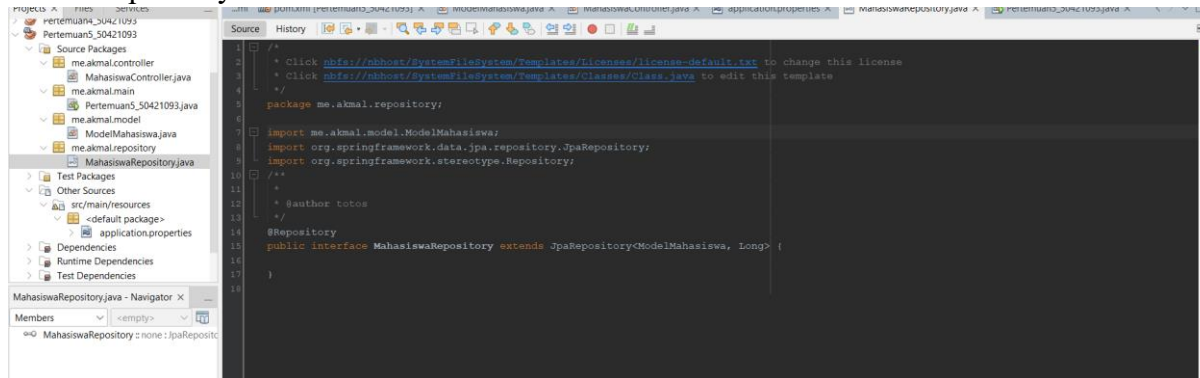 Projects × Files Services
Pertemuan4_50421093
Pertemuan5_50421093
Source Packages
me.akmal.controller
MahasiswaController.java
me.akmal.main
Pertemuan5_50421093.java
me.akmal.model
ModelMahasiswa.java
me.akmal.repository
MahasiswaRepository.java
Test Packages
Other Sources
src/main/resources
<default package>
application.properties
Dependencies
Runtime Dependencies
Test Dependencies
MahasiswaRepository.java - Navigator ×
Members <empty>
MahasiswaRepository :: none : JpaReposito
...ml pom.xml [Pertemuan5_50421093] × ModelMahasiswa.java × MahasiswaController.java × application.properties × MahasiswaRepository.java × Pertemuan5_50421093.java ×
Source History
1 /*
2 * Click nbfs://nbhost/SystemFileSystem/Templates/Licenses/license-default.txt to change this license
3 * Click nbfs://nbhost/SystemFileSystem/Templates/Classes/Class.java to edit this template
4 */
5 package me.akmal.repository;
6
7 import me.akmal.model.ModelMahasiswa;
8 import org.springframework.data.jpa.repository.JpaRepository;
9 import org.springframework.stereotype.Repository;
10 /**
11 *
12 * @author totos
13 */
14 @Repository
15 public interface MahasiswaRepository extends JpaRepository<ModelMahasiswa, Long> {
16
17 }
18